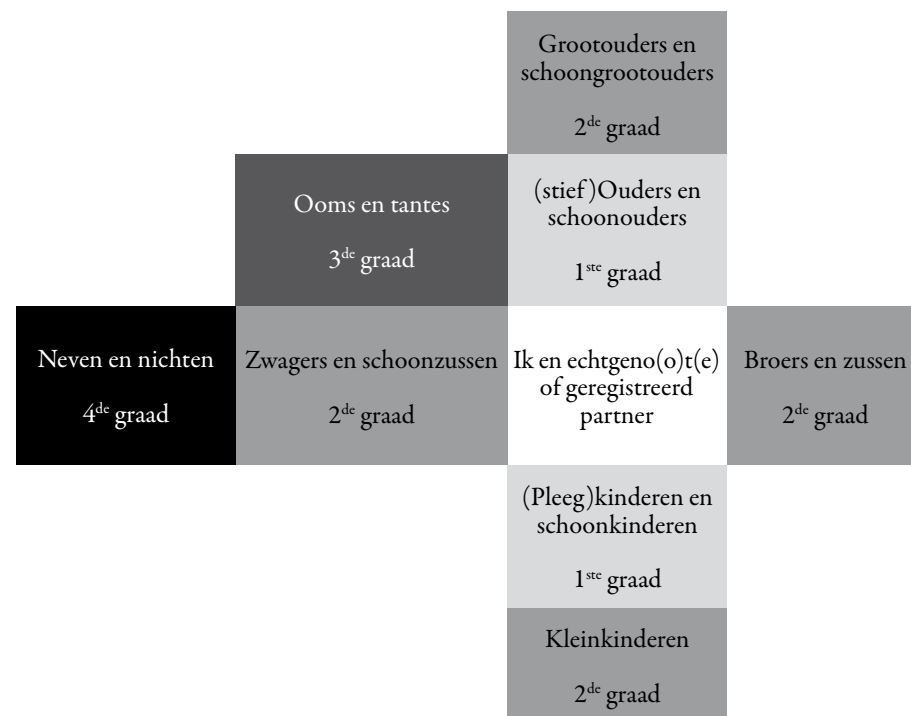 Grootouders en
schoongrootouders
2de graad
Ooms en tantes
3de graad
(stief)Ouders en
schoonouders
1ste graad
Neven en nichten
4de graad
Zwagers en schoonzussen
2de graad
Ik en echtgeno(o)t(e)
of geregistreerd
partner
Broers en zussen
2de graad
(Pleeg)kinderen en
schoonkinderen
1ste graad
Kleinkinderen
2de graad